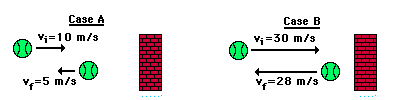 Case A
vi=10 m/s
vf=5 m/s
Case B
vi=30 m/s
vf=28 m/s